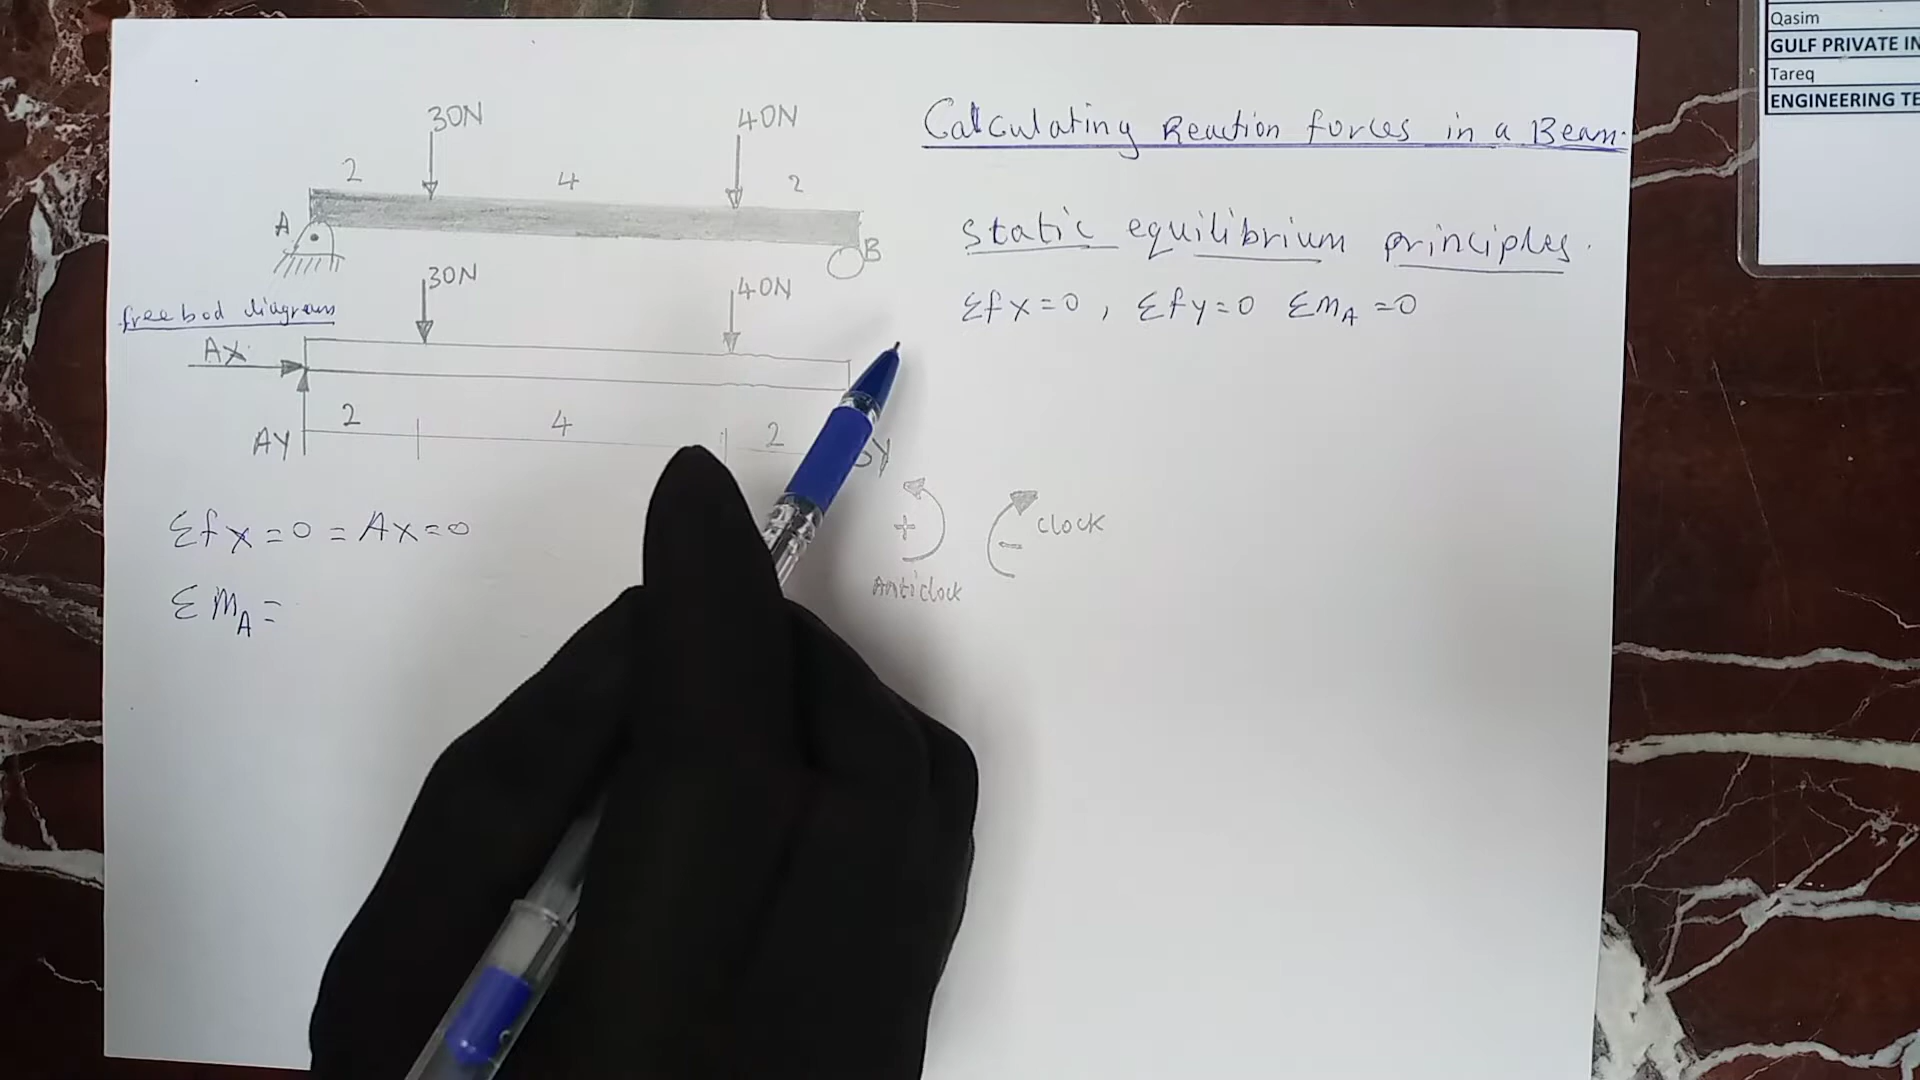 Qasim
GULF PRIVATE IN
Tareq
ENGINEERING TE
Calculating Reaction forces in a Beam.
30N
40N
2
4
2
A
B
static equilibrium principles.
Σfx=0, Σfy=0 ΣmA=0
30N
40N
free bod diagram
Ax
2
4
2
AY
Σfx=0=Ax=0
+
-
clock
Anticlock
ΣMA=